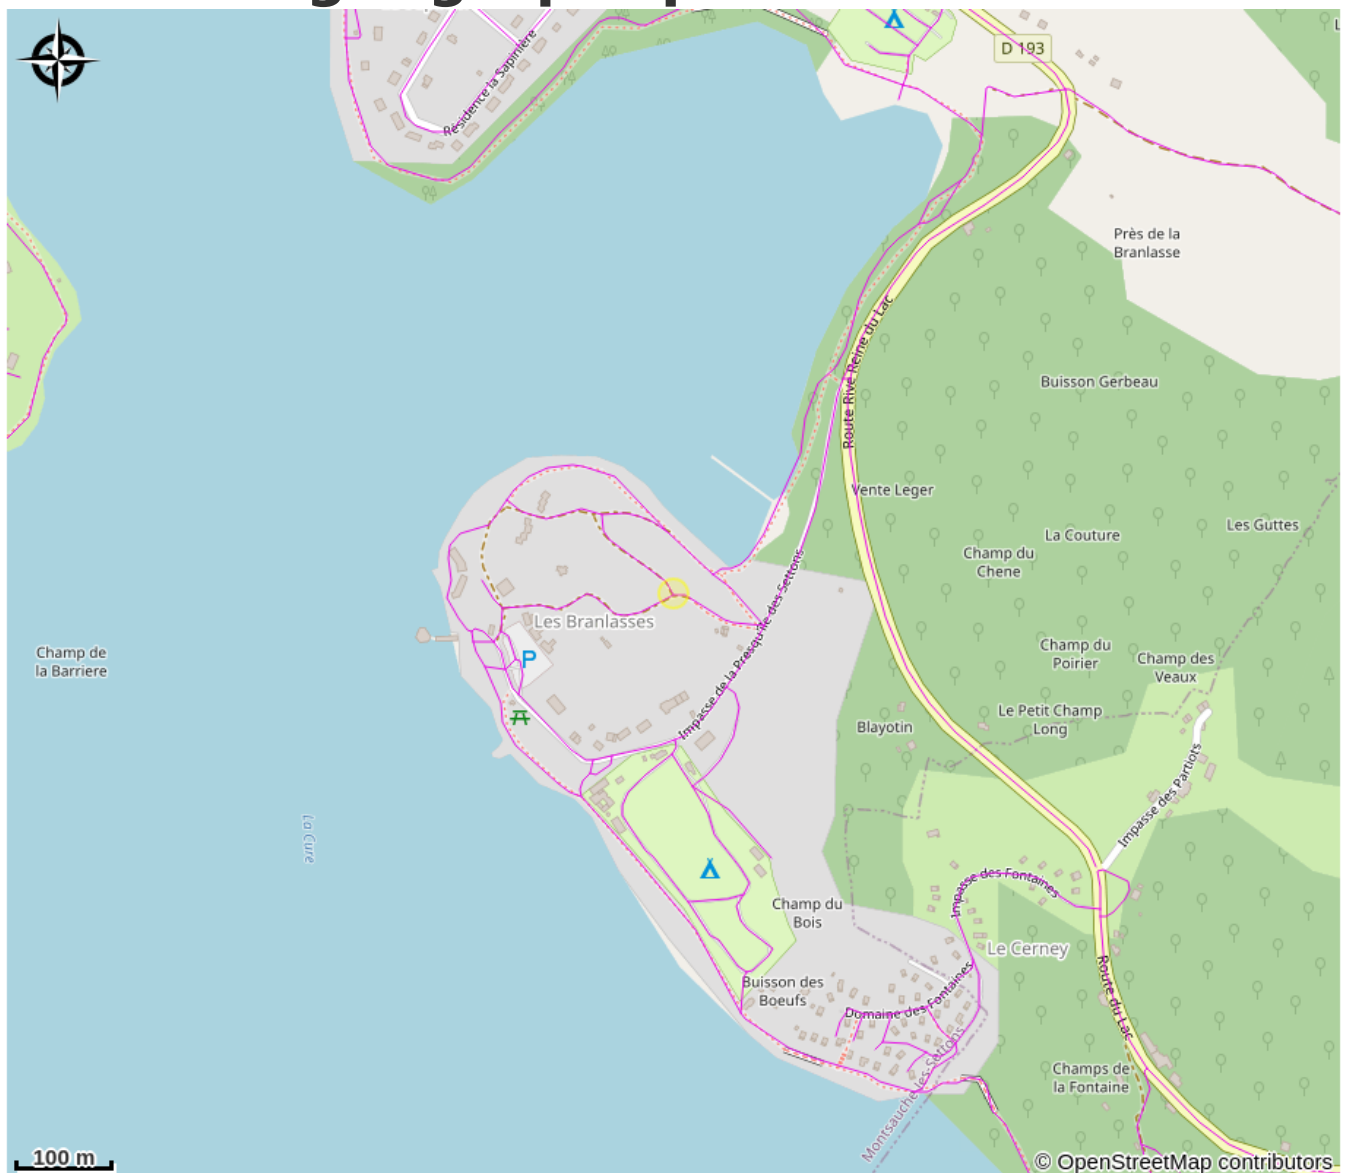 D 193
Résidence la Sapinière
Près de la
Branlasse
Route Rive Reine du Lac
Buisson Gerbeau
Vente Leger
Les Guttes
La Couture
Champ du
Chene
Impasse de la Presqu'île des Settons
Les Branlasses
Champ de
la Barriere
P
Champ du
Poirier
Champ des
Veaux
Le Petit Champ
Long
Blayotin
Impasse des Partiots
La Cure
Impasse des Fontaines
Champ du
Bois
Le Cerney
Buisson des
Boeufs
Domaine des Fontaines
Route du Lac
Montsauche-les-Settons
Champs de
la Fontaine
100 m
© OpenStreetMap contributors